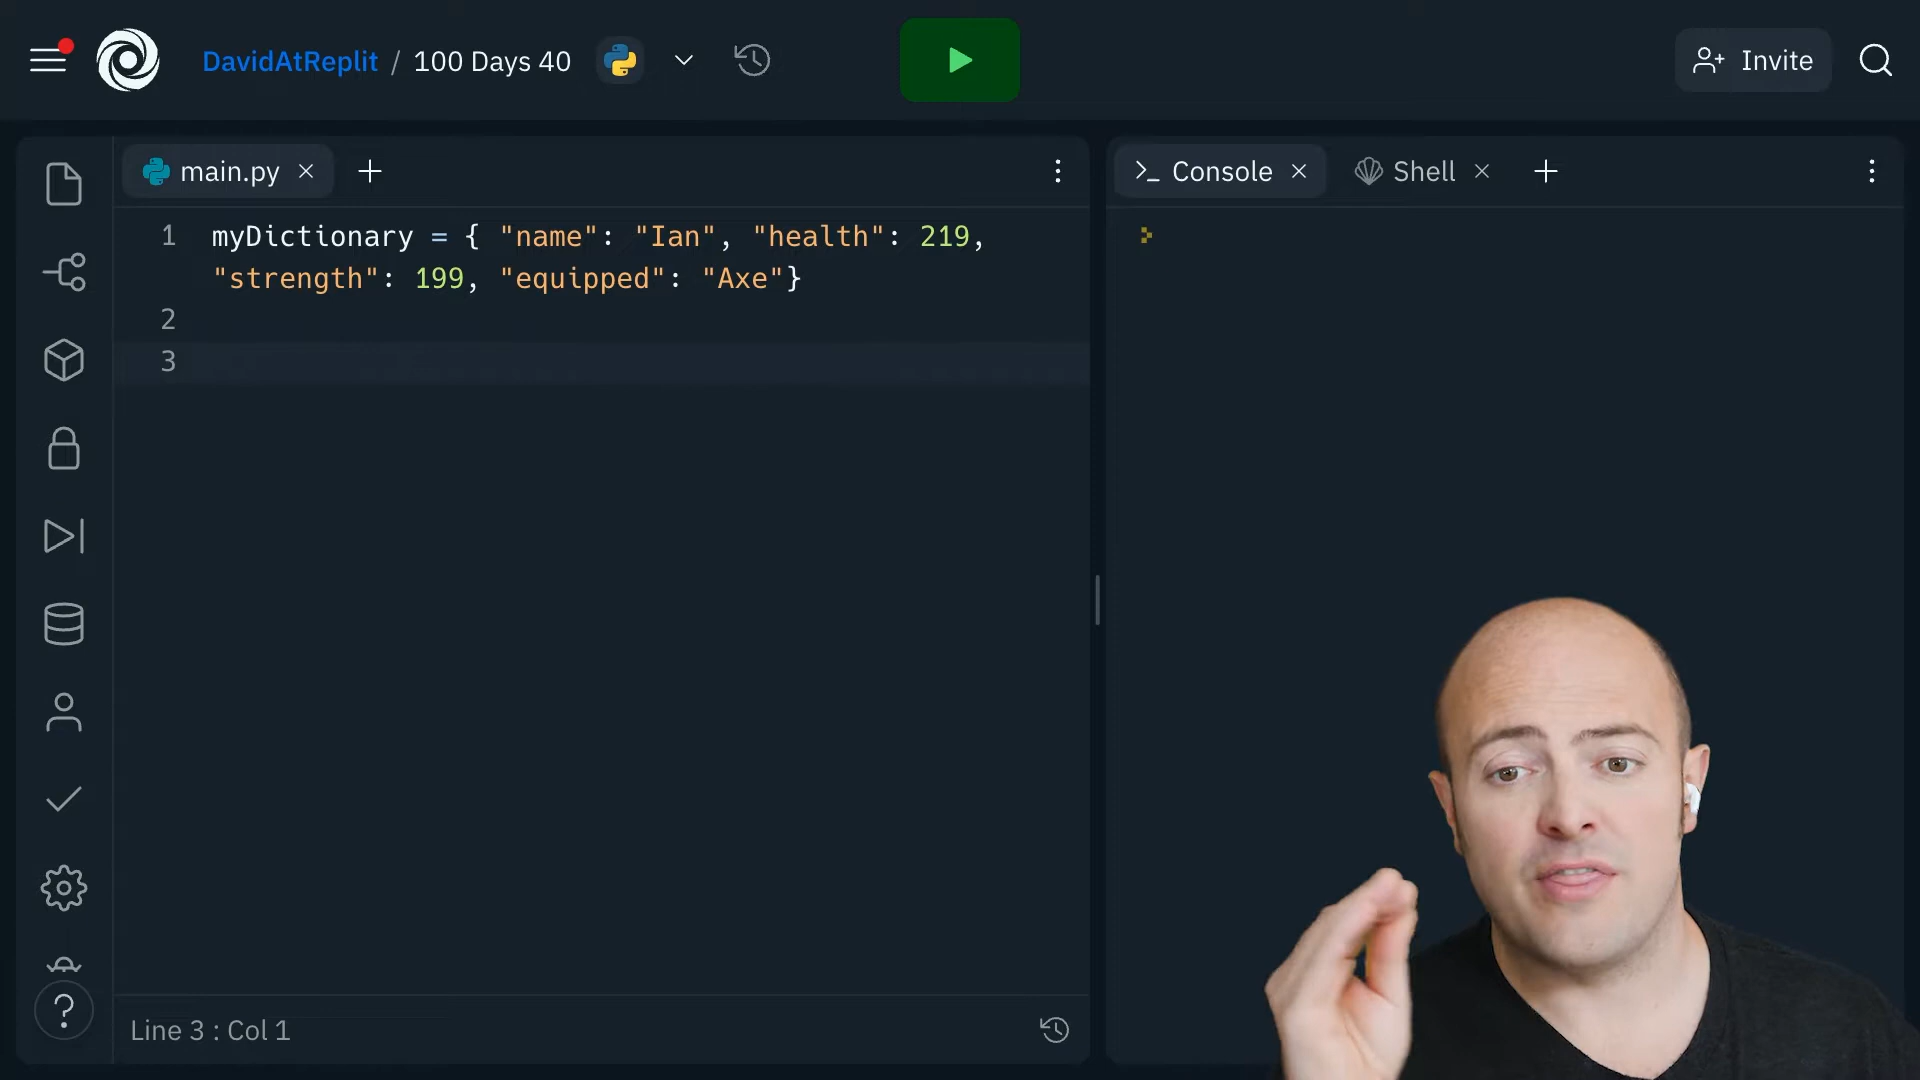 DavidAtReplit / 100 Days 40
Invite
main.py
Console
Shell
1 myDictionary = { "name": "Ian", "health": 219,
"strength": 199, "equipped": "Axe"}
2
3
Line 3 : Col 1